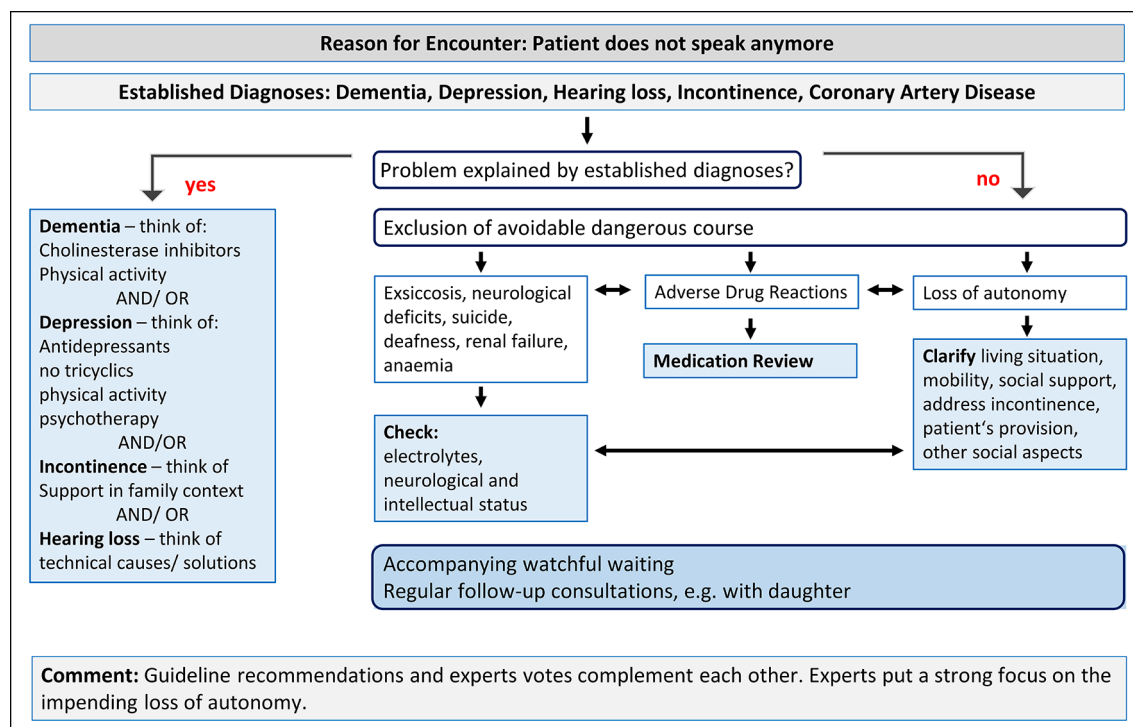 Reason for Encounter: Patient does not speak anymore
Established Diagnoses: Dementia, Depression, Hearing loss, Incontinence, Coronary Artery Disease
Problem explained by established diagnoses?
yes
no
Dementia – think of:
Cholinesterase inhibitors
Physical activity
AND/ OR
Depression – think of:
Antidepressants
no tricyclics
physical activity
psychotherapy
AND/OR
Incontinence – think of
Support in family context
AND/ OR
Hearing loss – think of
technical causes/ solutions
Exclusion of avoidable dangerous course
Exsiccosis, neurological
deficits, suicide,
deafness, renal failure,
anaemia
Adverse Drug Reactions
Loss of autonomy
Medication Review
Clarify living situation,
mobility, social support,
address incontinence,
patient‘s provision,
other social aspects
Check:
electrolytes,
neurological and
intellectual status
Accompanying watchful waiting
Regular follow-up consultations, e.g. with daughter
Comment: Guideline recommendations and experts votes complement each other. Experts put a strong focus on the
impending loss of autonomy.